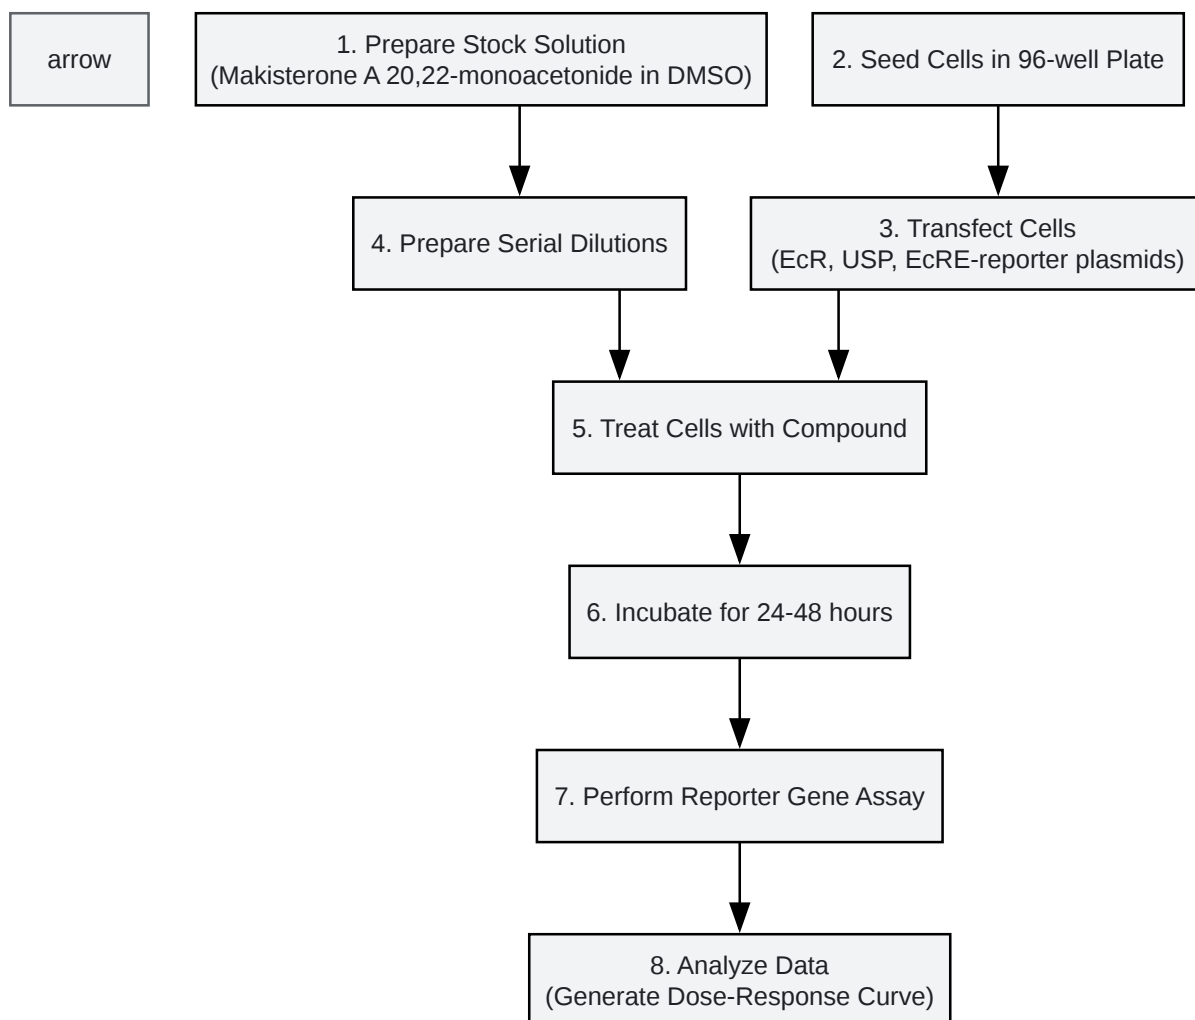 arrow
1. Prepare Stock Solution
(Makisterone A 20,22-monoacetonide in DMSO)
2. Seed Cells in 96-well Plate
4. Prepare Serial Dilutions
3. Transfect Cells
(EcR, USP, EcRE-reporter plasmids)
5. Treat Cells with Compound
6. Incubate for 24-48 hours
7. Perform Reporter Gene Assay
8. Analyze Data
(Generate Dose-Response Curve)